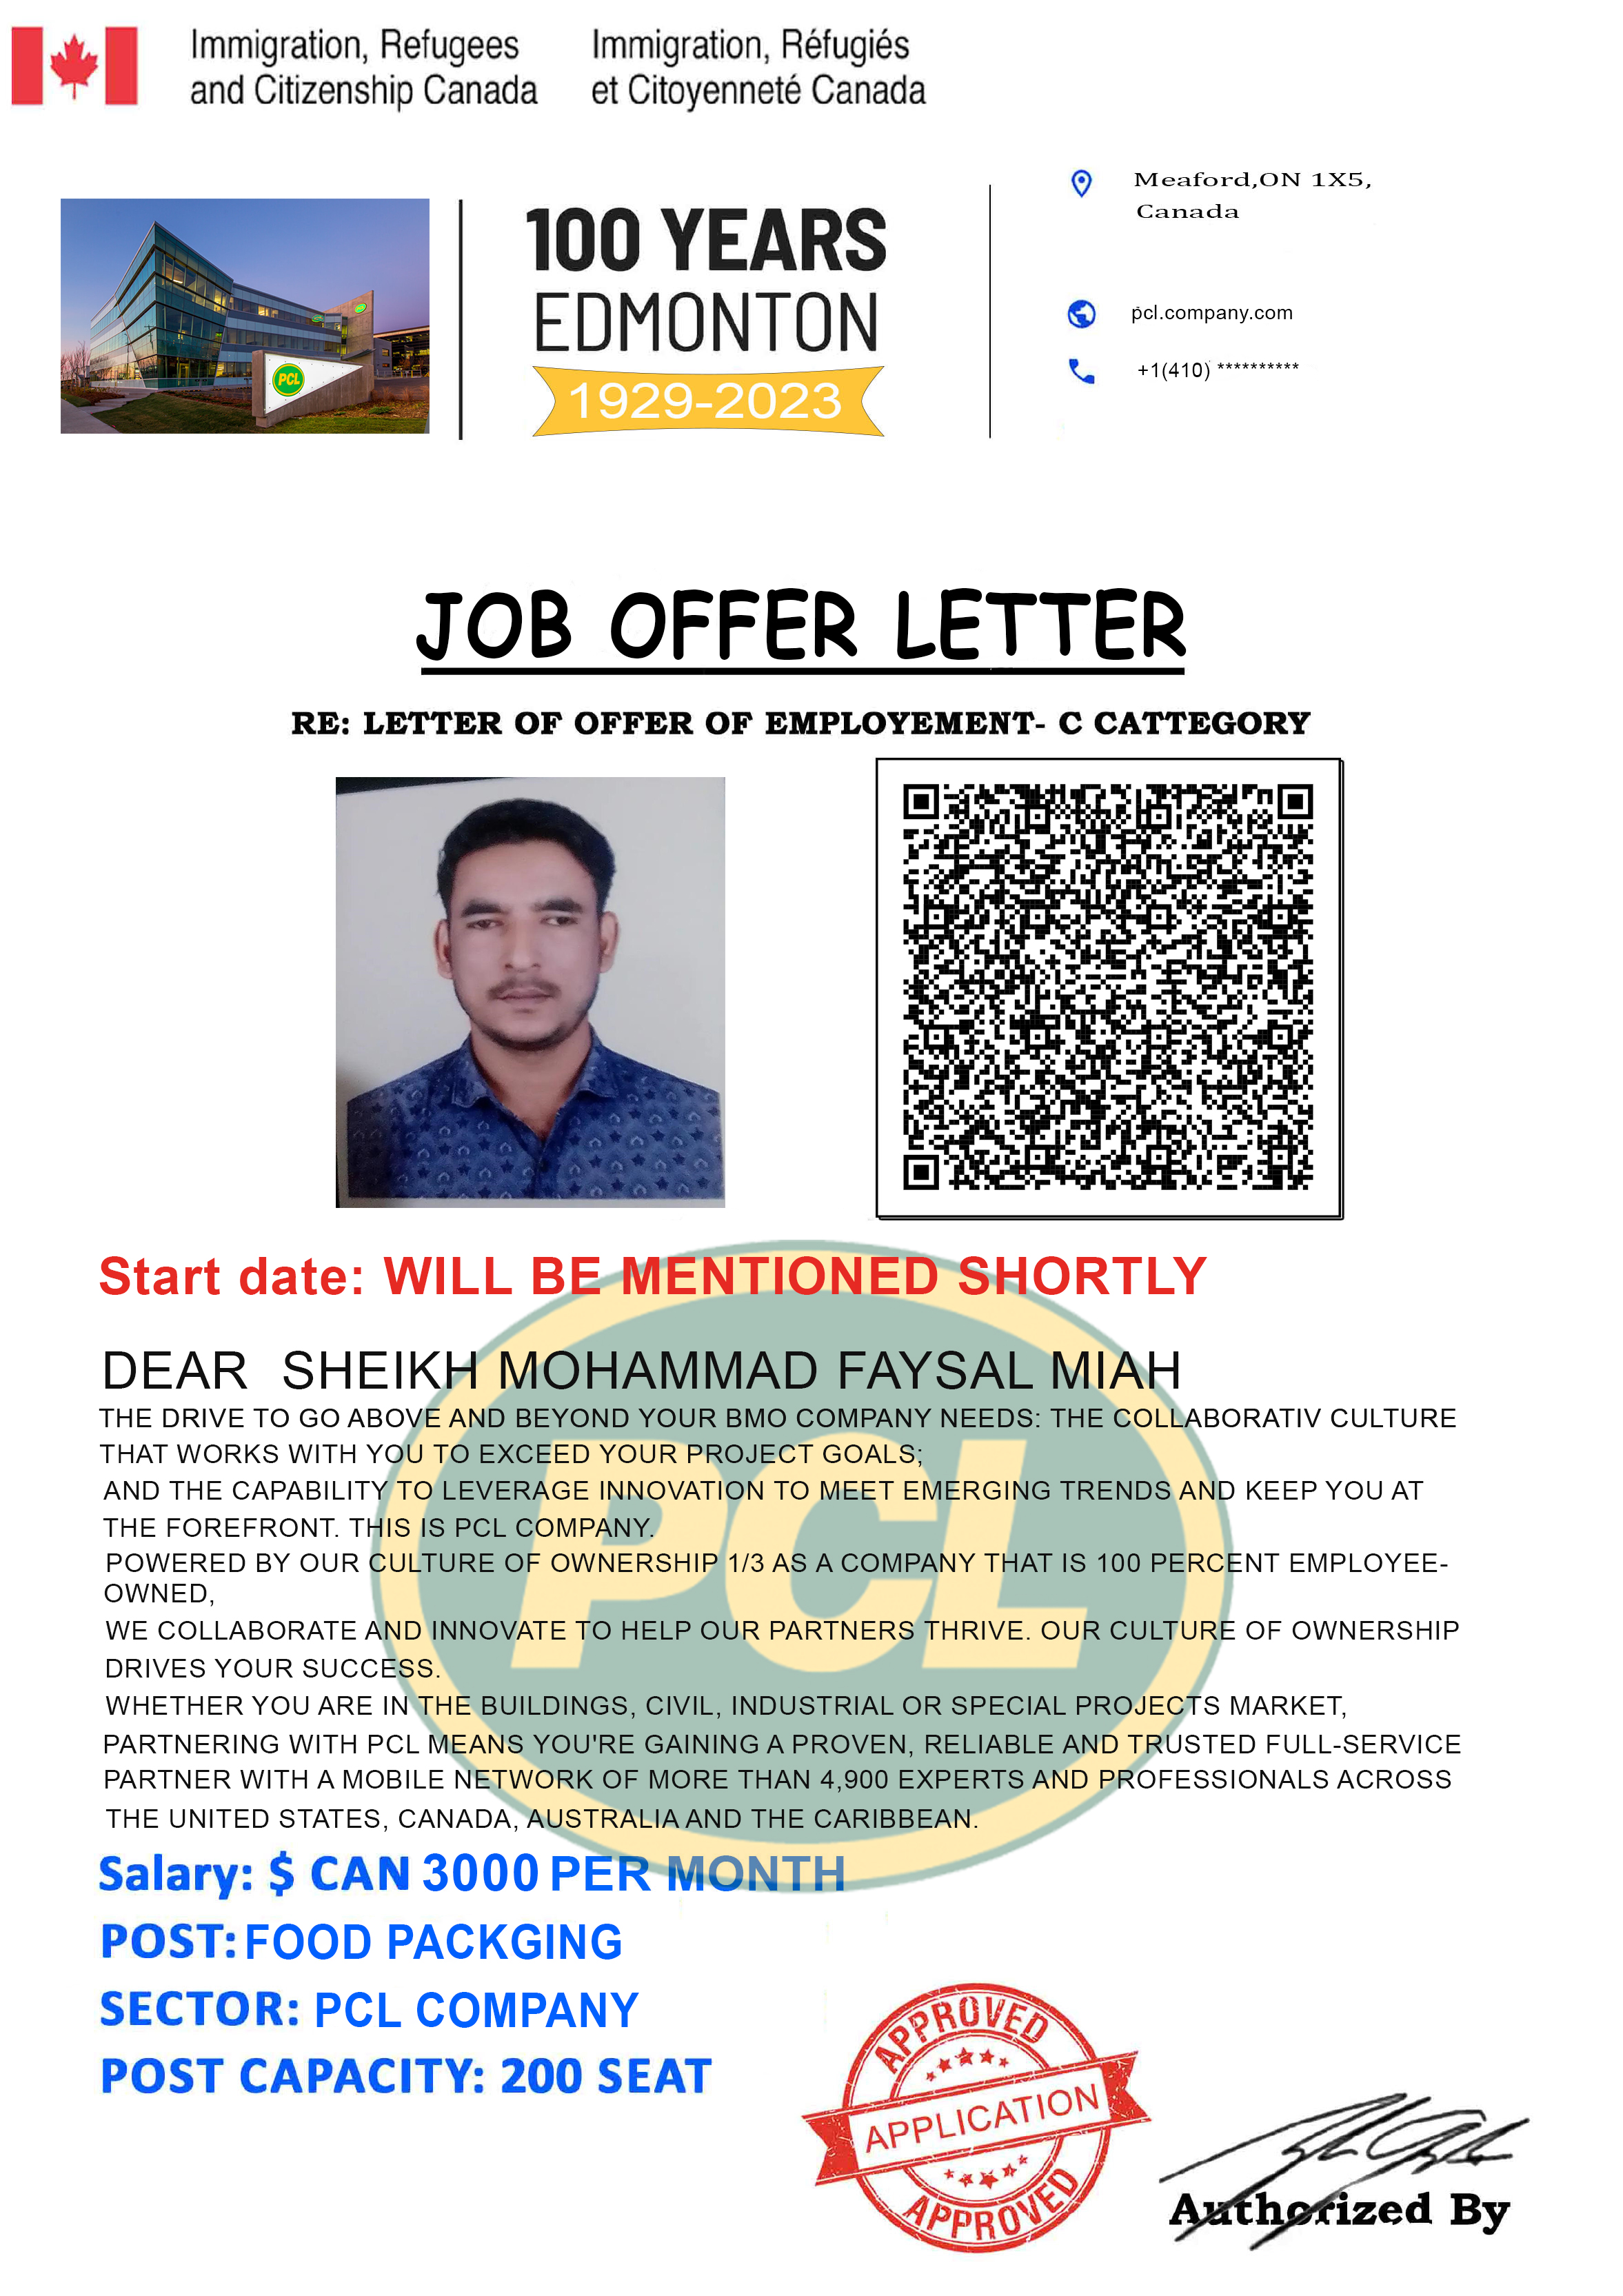 Immigration, Refugees
and Citizenship Canada
Immigration, Réfugiés
et Citoyenneté Canada
PCL
100 YEARS
EDMONTON
1929-2023
Meaford,ON 1X5,
Canada
pcl.company.com
+1(410) **********
JOB OFFER LETTER
RE: LETTER OF OFFER OF EMPLOYEMENT- C CATTEGORY
Start date: WILL BE MENTIONED SHORTLY
DEAR SHEIKH MOHAMMAD FAYSAL MIAH
THE DRIVE TO GO ABOVE AND BEYOND YOUR BMO COMPANY NEEDS: THE COLLABORATIV CULTURE
THAT WORKS WITH YOU TO EXCEED YOUR PROJECT GOALS;
AND THE CAPABILITY TO LEVERAGE INNOVATION TO MEET EMERGING TRENDS AND KEEP YOU AT
THE FOREFRONT. THIS IS PCL COMPANY.
POWERED BY OUR CULTURE OF OWNERSHIP 1/3 AS A COMPANY THAT IS 100 PERCENT EMPLOYEE-
OWNED,
WE COLLABORATE AND INNOVATE TO HELP OUR PARTNERS THRIVE. OUR CULTURE OF OWNERSHIP
DRIVES YOUR SUCCESS.
WHETHER YOU ARE IN THE BUILDINGS, CIVIL, INDUSTRIAL OR SPECIAL PROJECTS MARKET,
PARTNERING WITH PCL MEANS YOU'RE GAINING A PROVEN, RELIABLE AND TRUSTED FULL-SERVICE
PARTNER WITH A MOBILE NETWORK OF MORE THAN 4,900 EXPERTS AND PROFESSIONALS ACROSS
THE UNITED STATES, CANADA, AUSTRALIA AND THE CARIBBEAN.
PCL
Salary: $ CAN 3000 PER MONTH
POST: FOOD PACKGING
SECTOR: PCL COMPANY
POST CAPACITY: 200 SEAT
APPROVED
APPLICATION
APPROVED
Authorized By